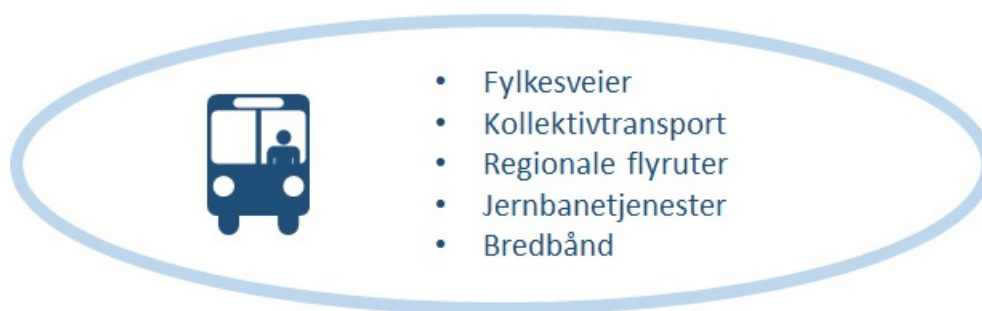 • Fylkesveier
• Kollektivtransport
• Regionale flyruter
• Jernbanetjenester
• Bredbånd